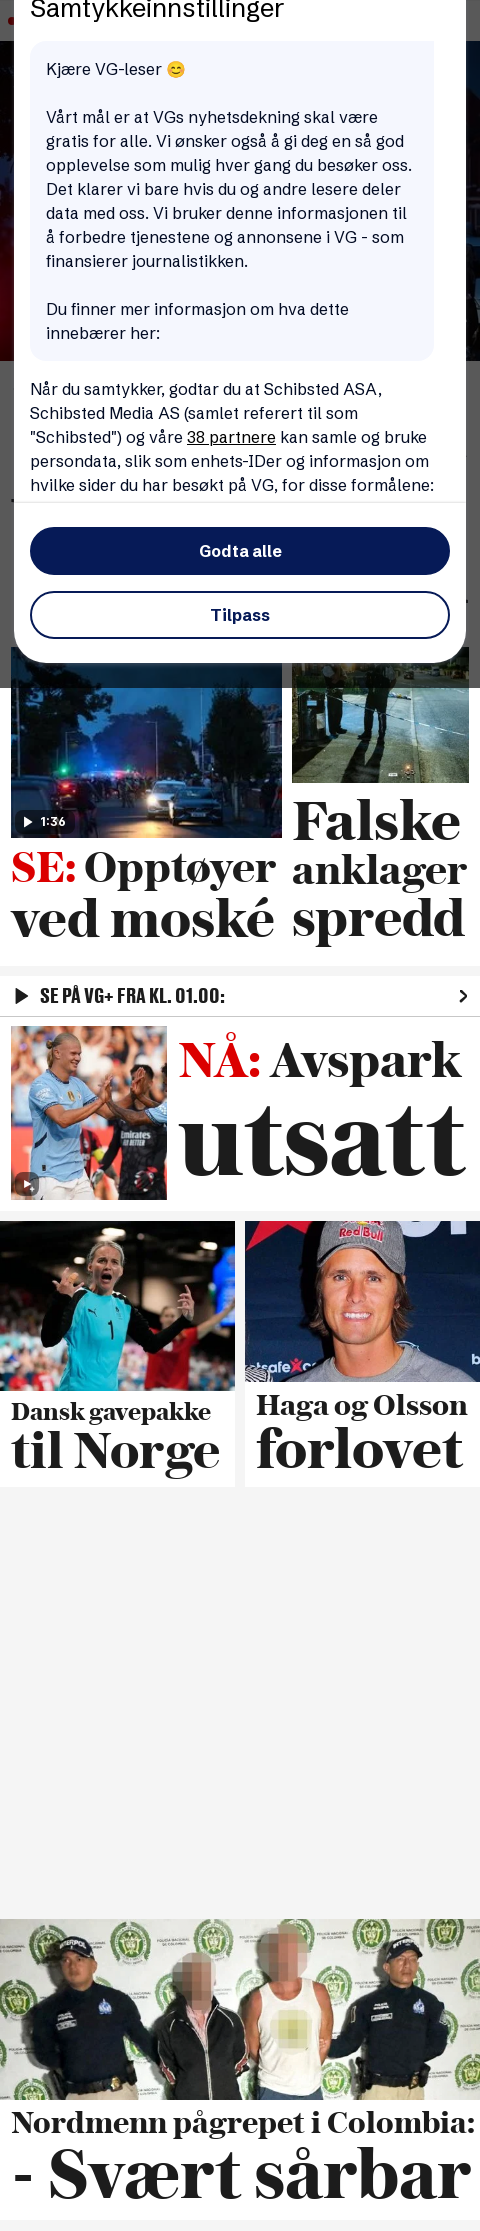 Samtykkeinnstillinger
Kjære VG-leser 😊
Vårt mål er at VGs nyhetsdekning skal være
gratis for alle. Vi ønsker også å gi deg en så god
opplevelse som mulig hver gang du besøker oss.
Det klarer vi bare hvis du og andre lesere deler
data med oss. Vi bruker denne informasjonen til
å forbedre tjenestene og annonsene i VG - som
finansierer journalistikken.
Du finner mer informasjon om hva dette
innebærer her:
Når du samtykker, godtar du at Schibsted ASA,
Schibsted Media AS (samlet referert til som
"Schibsted") og våre 38 partnere kan samle og bruke
persondata, slik som enhets-IDer og informasjon om
hvilke sider du har besøkt på VG, for disse formålene:
Godta alle
Tilpass
1:36
SE: Opptøyer
ved moské
Falske
anklager
spredd
SE PÅ VG+ FRA KL. 01.00:
Emirates
FLY BETTER
NÅ: Avspark
utsatt
1
Dansk gavepakke
til Norge
Red Bull
Haga og Olsson
forlovet
INTERPOL
Nordmenn pågrepet i Colombia:
- Svært sårbar